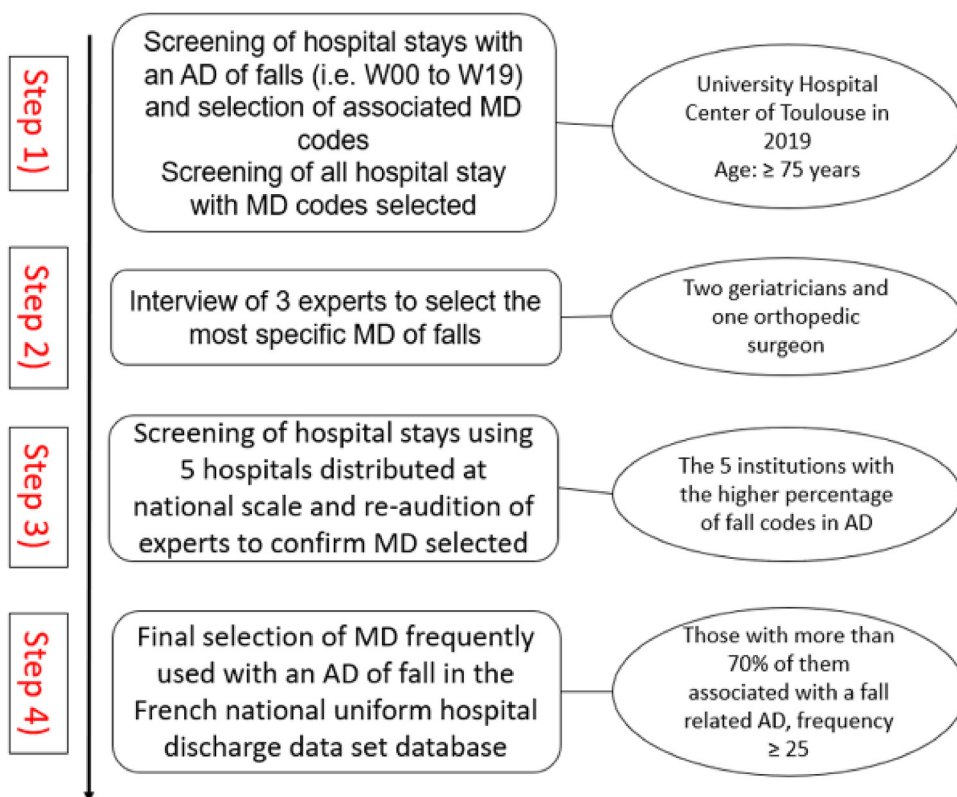 Step 1)
Screening of hospital stays with
an AD of falls (i.e. W00 to W19)
and selection of associated MD
codes
Screening of all hospital stay
with MD codes selected
University Hospital
Center of Toulouse in
2019
Age: ≥ 75 years
Step 2)
Interview of 3 experts to select the
most specific MD of falls
Two geriatricians and
one orthopedic
surgeon
Step 3)
Screening of hospital stays using
5 hospitals distributed at
national scale and re-audition of
experts to confirm MD selected
The 5 institutions with
the higher percentage
of fall codes in AD
Step 4)
Final selection of MD frequently
used with an AD of fall in the
French national uniform hospital
discharge data set database
Those with more than
70% of them
associated with a fall
related AD, frequency
≥ 25